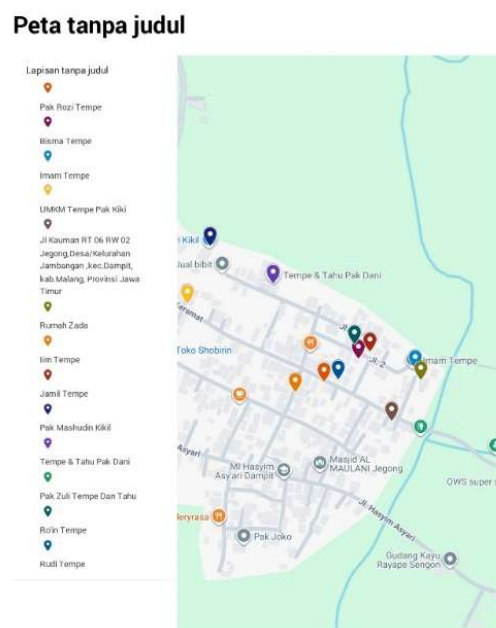 Peta tanpa judul
Lapisan tanpa judul
Pak Rozi Tempe
Bisma Tempe
Imam Tempe
UMKM Tempe Pak Kiki
Jl Kauman RT 06 RW 02
Jegong,Desa/Kelurahan
Jambangan ,kec.Dampit,
kab.Malang, Provinsi Jawa
Timur
Rumah Zada
Iim Tempe
Jamil Tempe
Pak Mashudin Kikil
Tempe & Tahu Pak Dani
Pak Zuli Tempe Dan Tahu
Ro'in Tempe
Rudi Tempe
i Kikil
Jual bibit
Tempe & Tahu Pak Dani
Keramat
Jl.
Jl. 2
Toko Shobirin
Imam Tempe
Asyari
MI Hasyim
Asy'ari Dampit
Masjid AL
MAULANI Jegong
OWS super s
leryrasa
Jl. Hasyim Asyari
Pak Joko
Gudang Kayu
Rayape Sengon